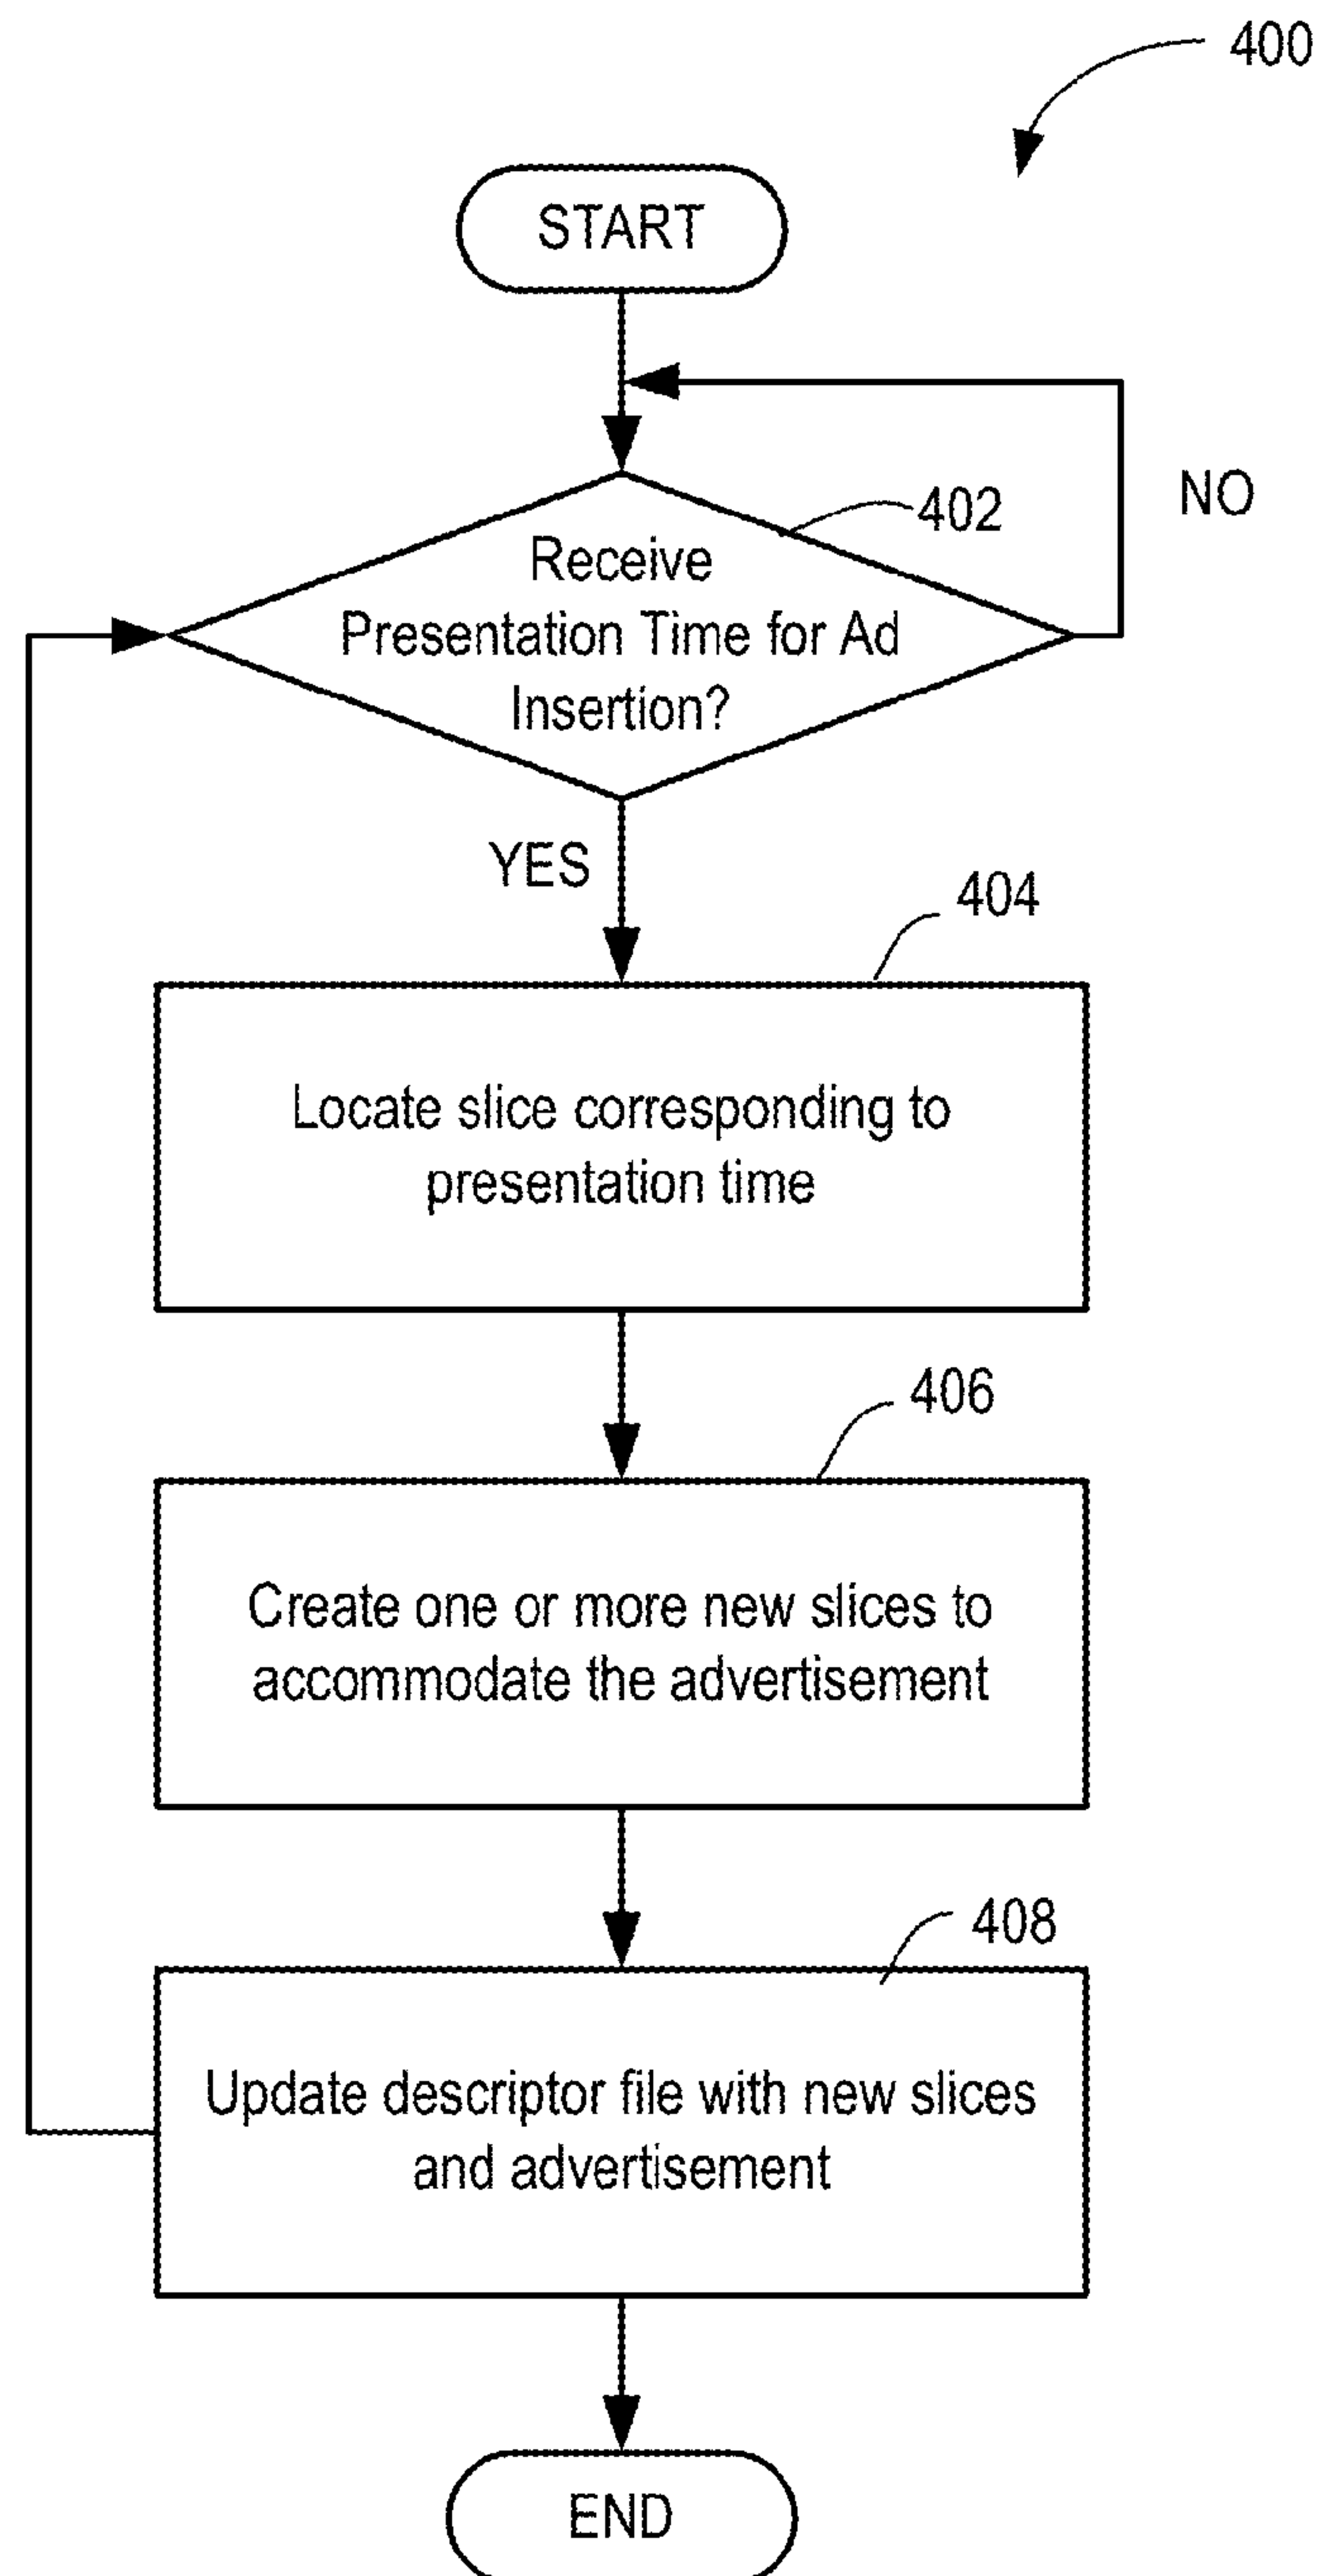 400
START
NO
402
Receive
Presentation Time for Ad
Insertion?
YES
404
Locate slice corresponding to
presentation time
406
Create one or more new slices to
accommodate the advertisement
408
Update descriptor file with new slices
and advertisement
END